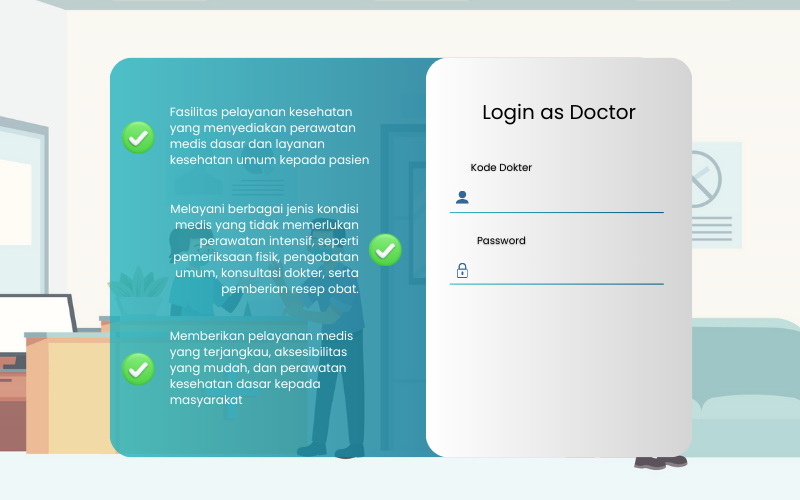 Fasilitas pelayanan kesehatan
yang menyediakan perawatan
medis dasar dan layanan
kesehatan umum kepada pasien
Melayani berbagai jenis kondisi
medis yang tidak memerlukan
perawatan intensif, seperti
pemeriksaan fisik, pengobatan
umum, konsultasi dokter, serta
pemberian resep obat.
Memberikan pelayanan medis
yang terjangkau, aksesibilitas
yang mudah, dan perawatan
kesehatan dasar kepada
masyarakat
Login as Doctor
Kode Dokter
Password